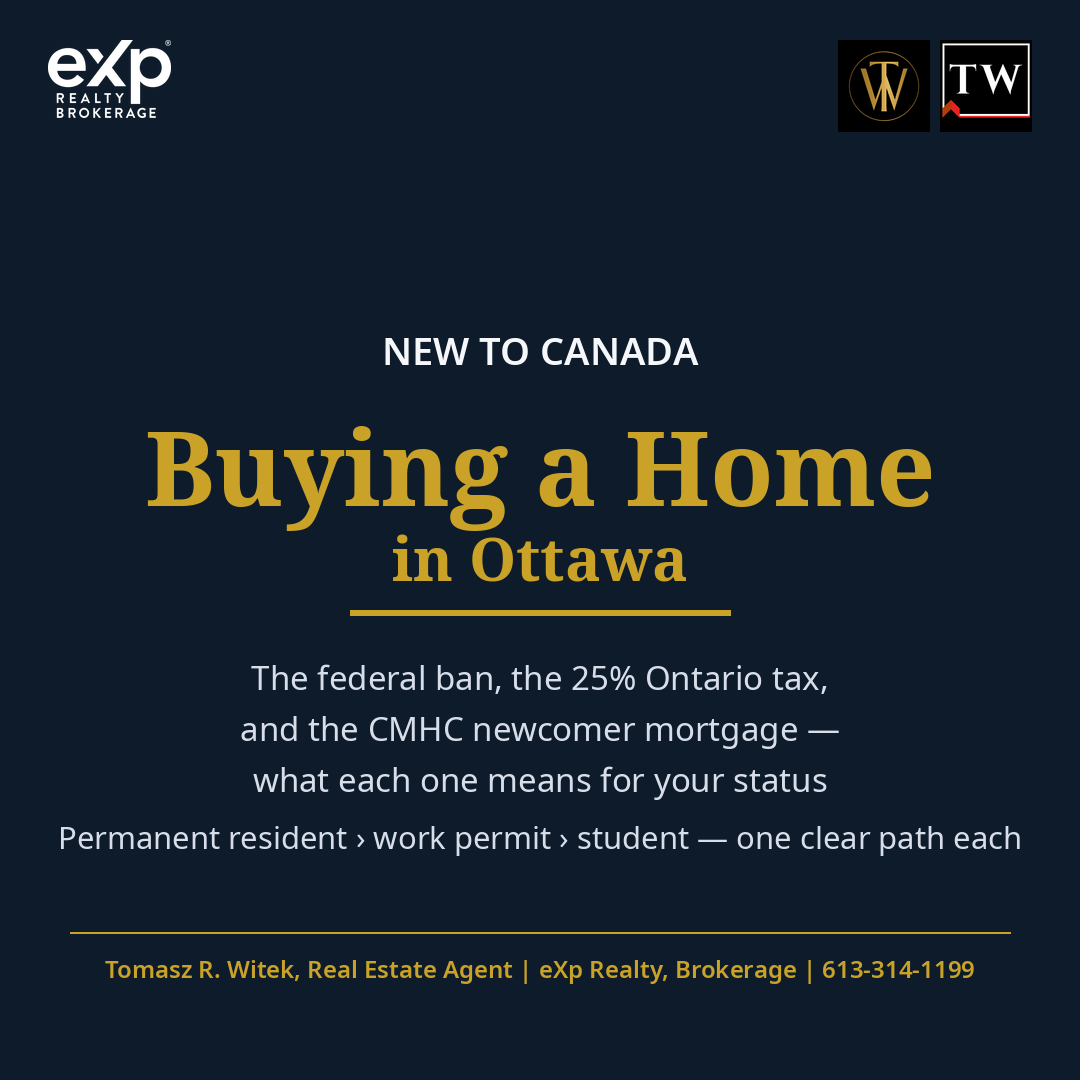 exp®
REALTY
BROKERAGE
TW
TW
NEW TO CANADA
Buying a Home
in Ottawa
The federal ban, the 25% Ontario tax,
and the CMHC newcomer mortgage —
what each one means for your status
Permanent resident › work permit › student — one clear path each
Tomasz R. Witek, Real Estate Agent | eXp Realty, Brokerage | 613-314-1199